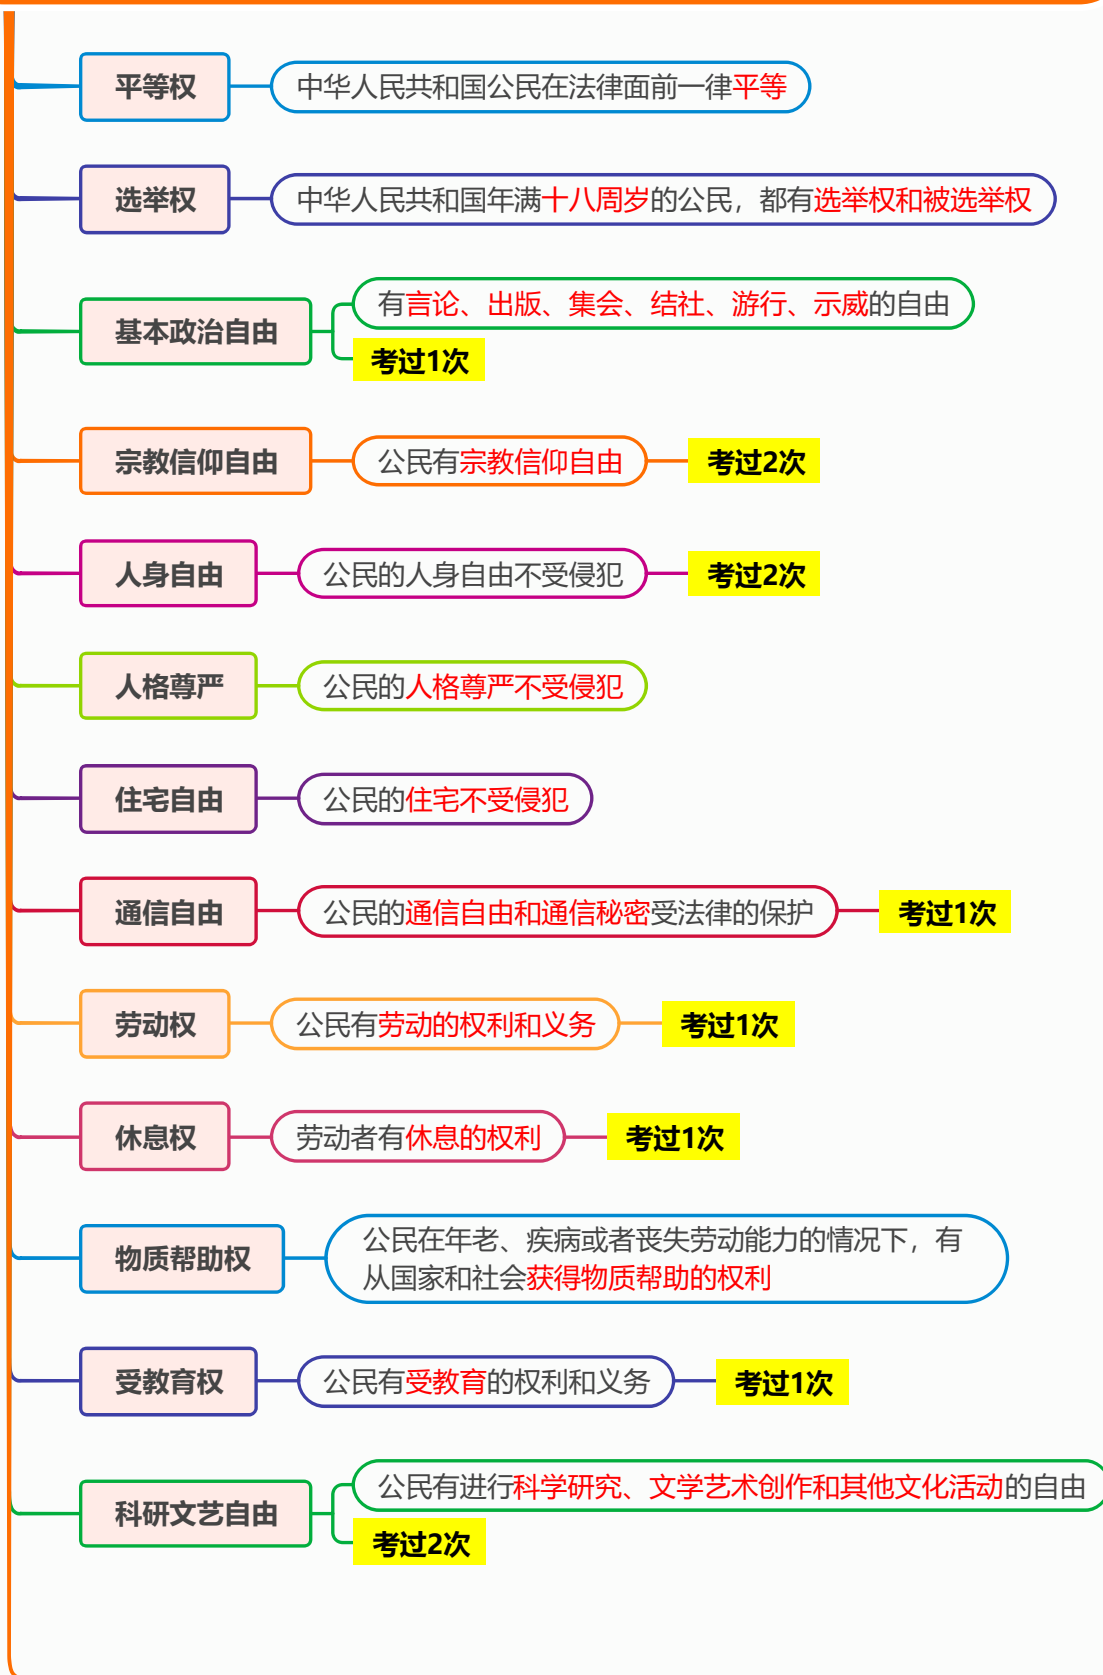 平等权
中华人民共和国公民在法律面前一律平等
选举权
中华人民共和国年满十八周岁的公民，都有选举权和被选举权
基本政治自由
有言论、出版、集会、结社、游行、示威的自由
考过1次
宗教信仰自由
公民有宗教信仰自由
考过2次
人身自由
公民的人身自由不受侵犯
考过2次
人格尊严
公民的人格尊严不受侵犯
住宅自由
公民的住宅不受侵犯
通信自由
公民的通信自由和通信秘密受法律的保护
考过1次
劳动权
公民有劳动的权利和义务
考过1次
休息权
劳动者有休息的权利
考过1次
物质帮助权
公民在年老、疾病或者丧失劳动能力的情况下，有
从国家和社会获得物质帮助的权利
受教育权
公民有受教育的权利和义务
考过1次
科研文艺自由
公民有进行科学研究、文学艺术创作和其他文化活动的自由
考过2次